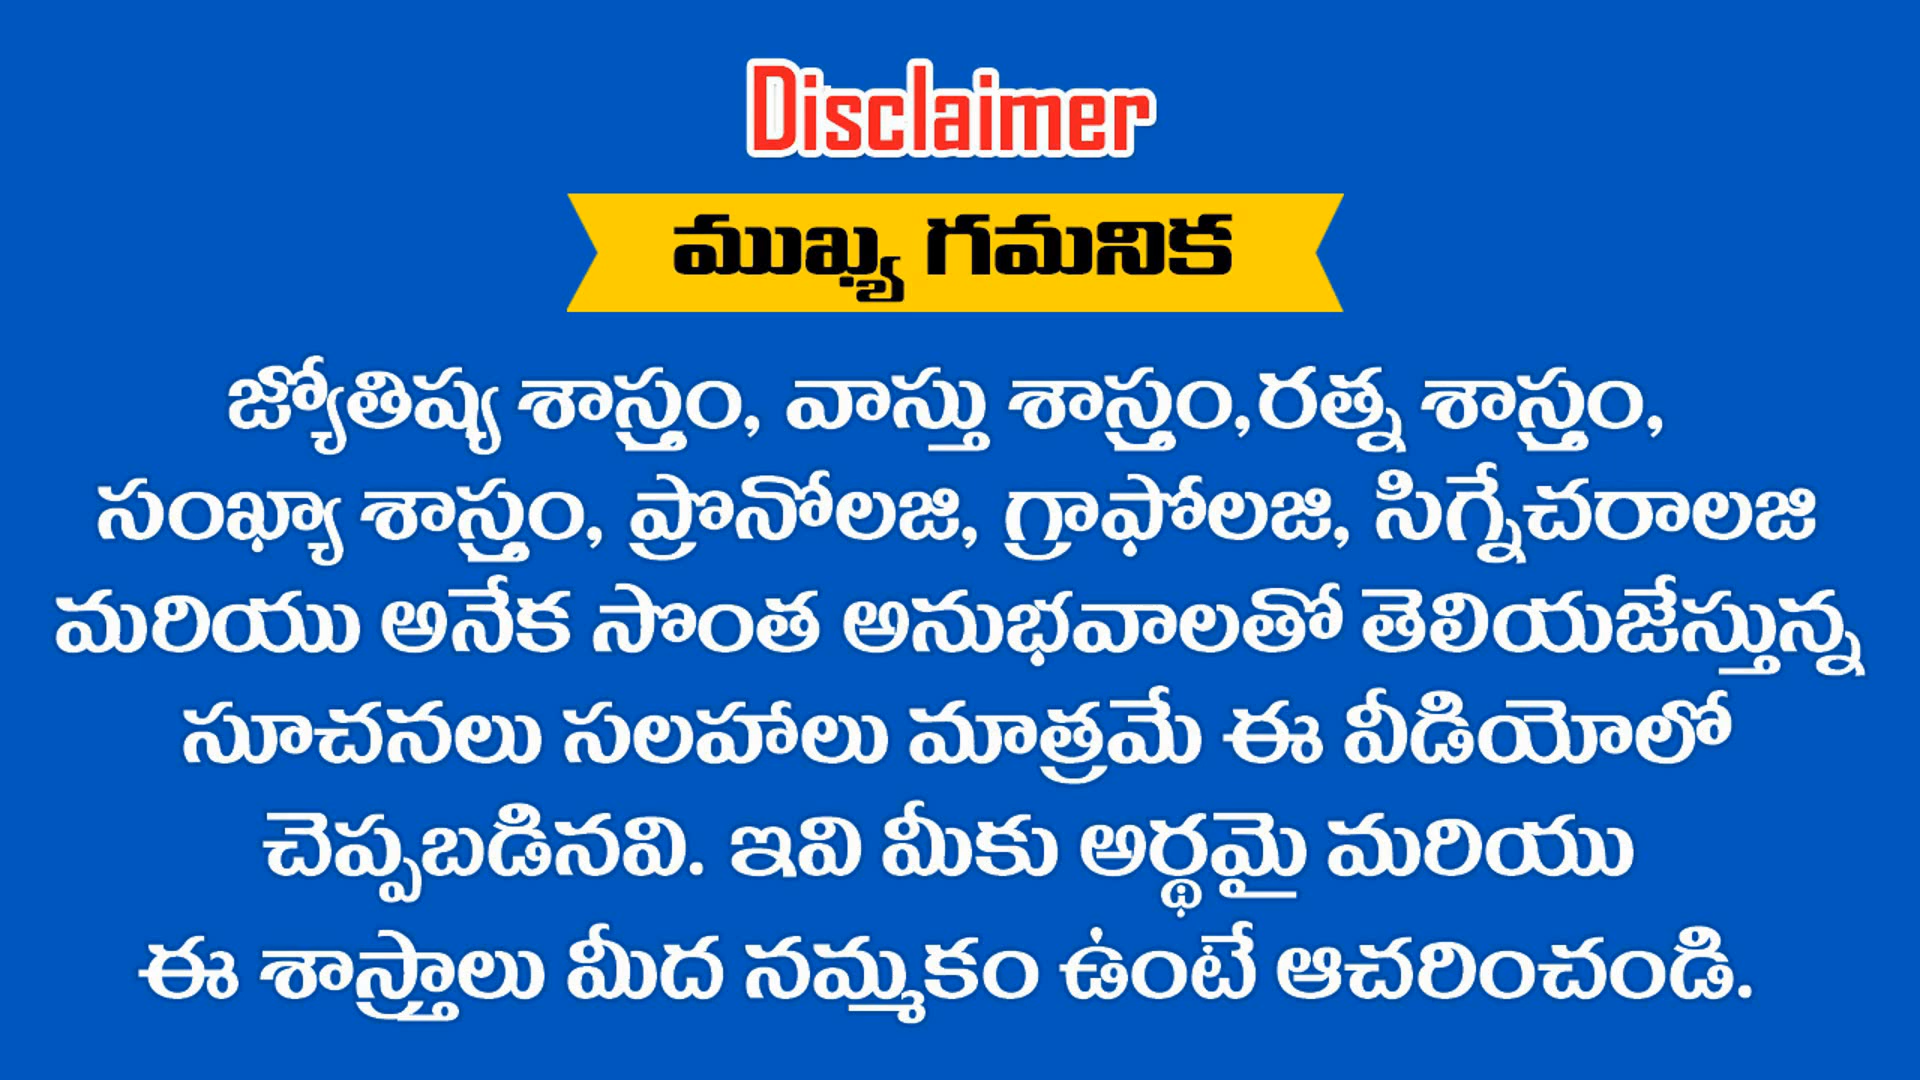 Disclaimer
ముఖ్య గమనిక
జ్యోతిష్య శాస్త్రం, వాస్తు శాస్త్రం,రత్న శాస్త్రం,
సంఖ్యా శాస్త్రం, ప్రొనోలజి, గ్రాఫోలజి, సిగ్నేచరాలజి
మరియు అనేక సొంత అనుభవాలతో తెలియజేస్తున్న
సూచనలు సలహాలు మాత్రమే ఈ వీడియోలో
చెప్పబడినవి. ఇవి మీకు అర్థమై మరియు
ఈ శాస్త్రాలు మీద నమ్మకం ఉంటే ఆచరించండి.